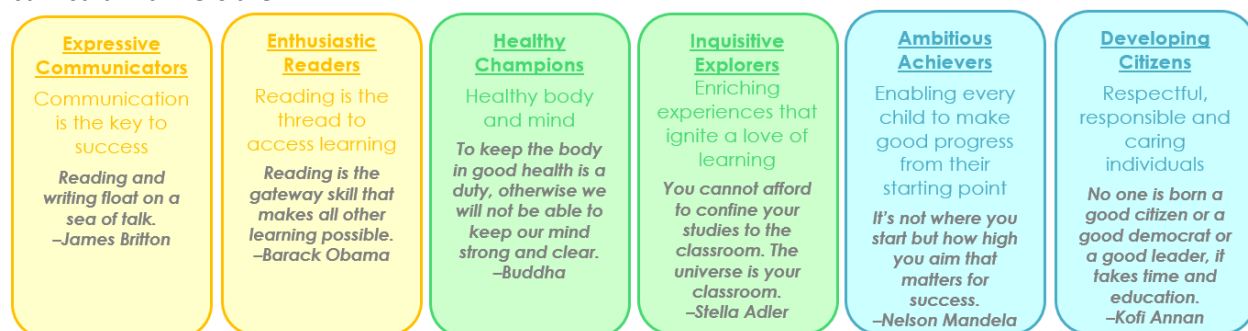 Expressive
Communicators
Communication
is the key to
success
Reading and
writing float on a
sea of talk.
–James Britton
Enthusiastic
Readers
Reading is the
thread to
access learning
Reading is the
gateway skill that
makes all other
learning possible.
–Barack Obama
Healthy
Champions
Healthy body
and mind
To keep the body
in good health is a
duty, otherwise we
will not be able to
keep our mind
strong and clear.
–Buddha
Inquisitive
Explorers
Enriching
experiences that
ignite a love of
learning
You cannot afford
to confine your
studies to the
classroom. The
universe is your
classroom.
–Stella Adler
Ambitious
Achievers
Enabling every
child to make
good progress
from their
starting point
It’s not where you
start but how high
you aim that
matters for
success.
–Nelson Mandela
Developing
Citizens
Respectful,
responsible and
caring
individuals
No one is born a
good citizen or a
good democrat or
a good leader, it
takes time and
education.
–Kofi Annan